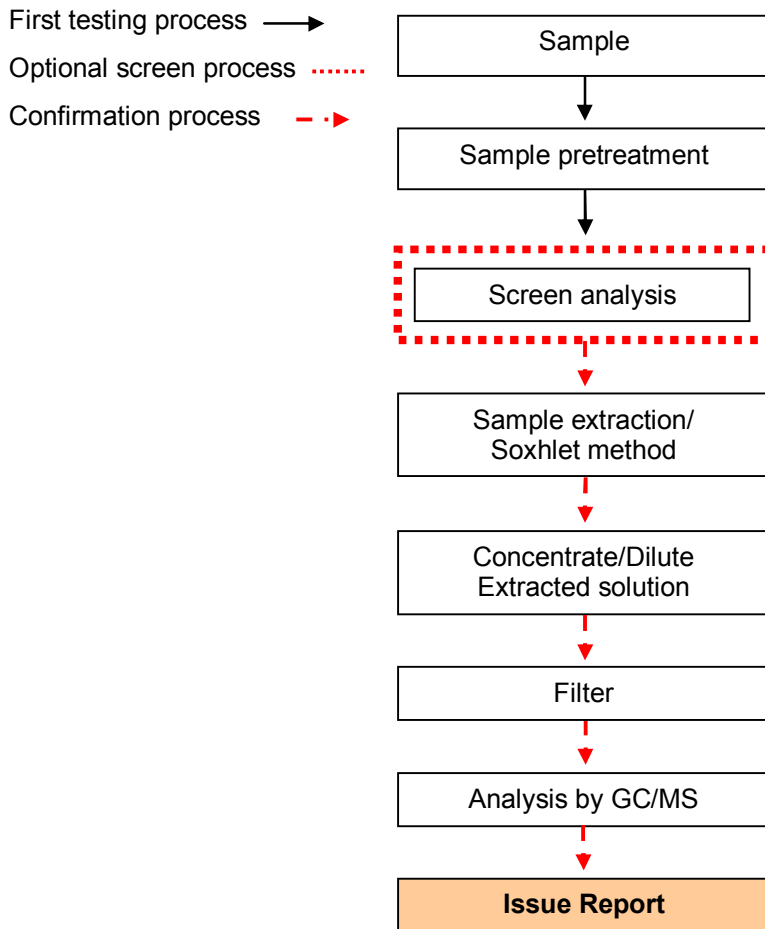 First testing process
Optional screen process
Confirmation process
Sample
Sample pretreatment
Screen analysis
Sample extraction/
Soxhlet method
Concentrate/Dilute
Extracted solution
Filter
Analysis by GC/MS
Issue Report